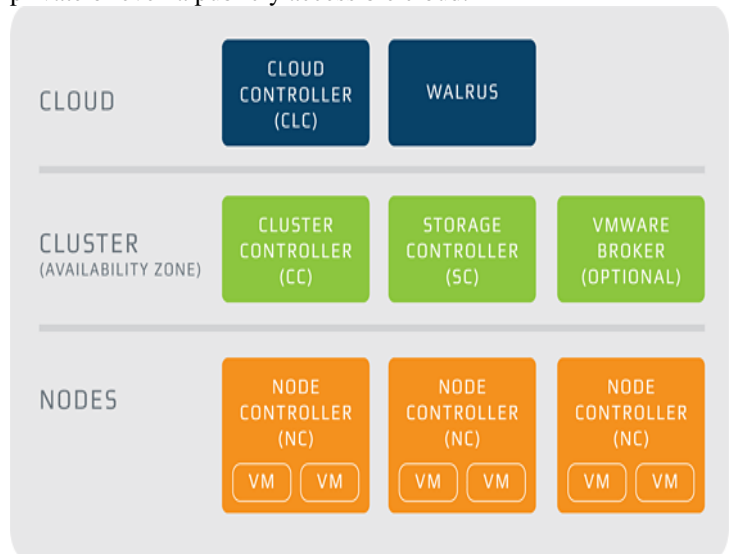 CLOUD
CLOUD
CONTROLLER
(CLC)
WALRUS
CLUSTER
(AVAILABILITY ZONE)
CLUSTER
CONTROLLER
(CC)
STORAGE
CONTROLLER
(SC)
VMWARE
BROKER
(OPTIONAL)
NODES
NODE
CONTROLLER
(NC)
VM VM
NODE
CONTROLLER
(NC)
VM VM
NODE
CONTROLLER
(NC)
VM VM